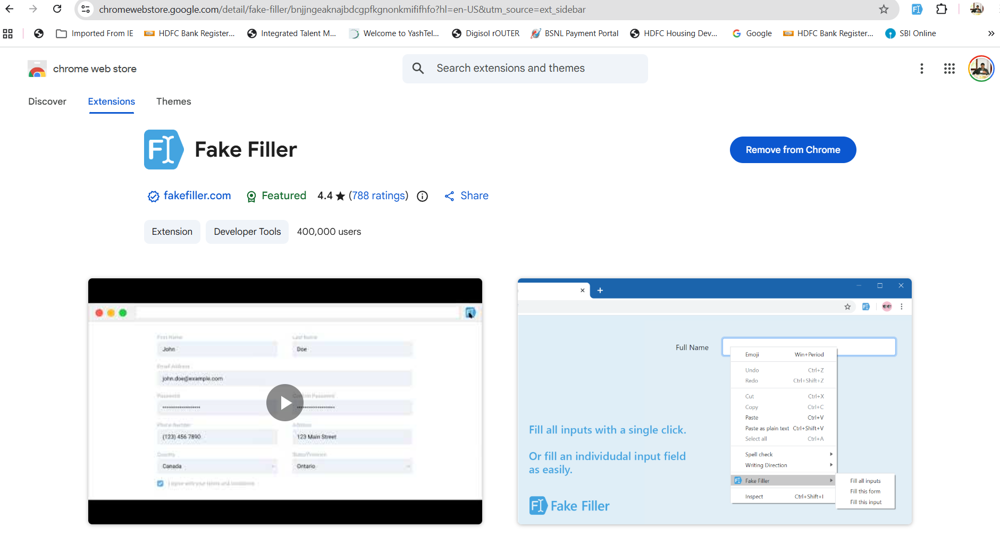 chromewebstore.google.com/detail/fake-filler/bnjjngeaknajbdcgpfkgnonkmififhfo?hl=en-US&utm_source=ext_sidebar
Imported From IE HDFC Bank Register... Integrated Talent M... Welcome to YashTel... Digisol rOUTER BSNL Payment Portal HDFC Housing Dev... Google HDFC Bank Register... SBI Online
chrome web store
Search extensions and themes
Discover Extensions Themes
Fake Filler
Remove from Chrome
fakefiller.com Featured 4.4 ★ (788 ratings) Share
Extension Developer Tools 400,000 users
First Name Last Name
John Doe
Email Address
john.doe@example.com
Password Confirm Password
Phone Number Address
(123) 456 7890 123 Main Street
Country State/Province
Canada Ontario
I agree with your terms and conditions
Full Name
Emoji Win+Period
Undo Ctrl+Z
Redo Ctrl+Shift+Z
Cut Ctrl+X
Copy Ctrl+C
Paste Ctrl+V
Paste as plain text Ctrl+Shift+V
Select all Ctrl+A
Spell check
Writing Direction
Fake Filler
Inspect Ctrl+Shift+I
Fill all inputs
Fill this form
Fill this input
Fill all inputs with a single click.
Or fill an individudal input field
as easily.
FI Fake Filler